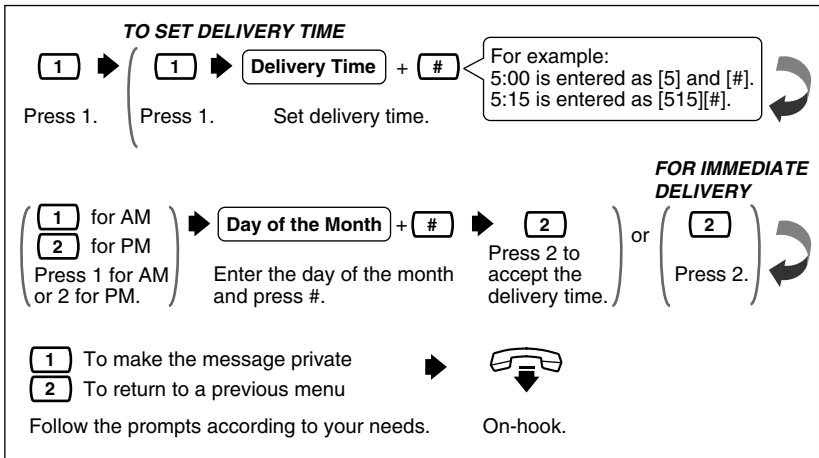 TO SET DELIVERY TIME
1 1 Delivery Time + #
For example:
5:00 is entered as [5] and [#].
5:15 is entered as [515][#].
Press 1. Press 1. Set delivery time.
FOR IMMEDIATE
DELIVERY
1 for AM
2 for PM
Press 1 for AM
or 2 for PM.
Day of the Month + #
Enter the day of the month
and press #.
2
Press 2 to
accept the
delivery time.
or
2
Press 2.
1 To make the message private
2 To return to a previous menu
Follow the prompts according to your needs. On-hook.